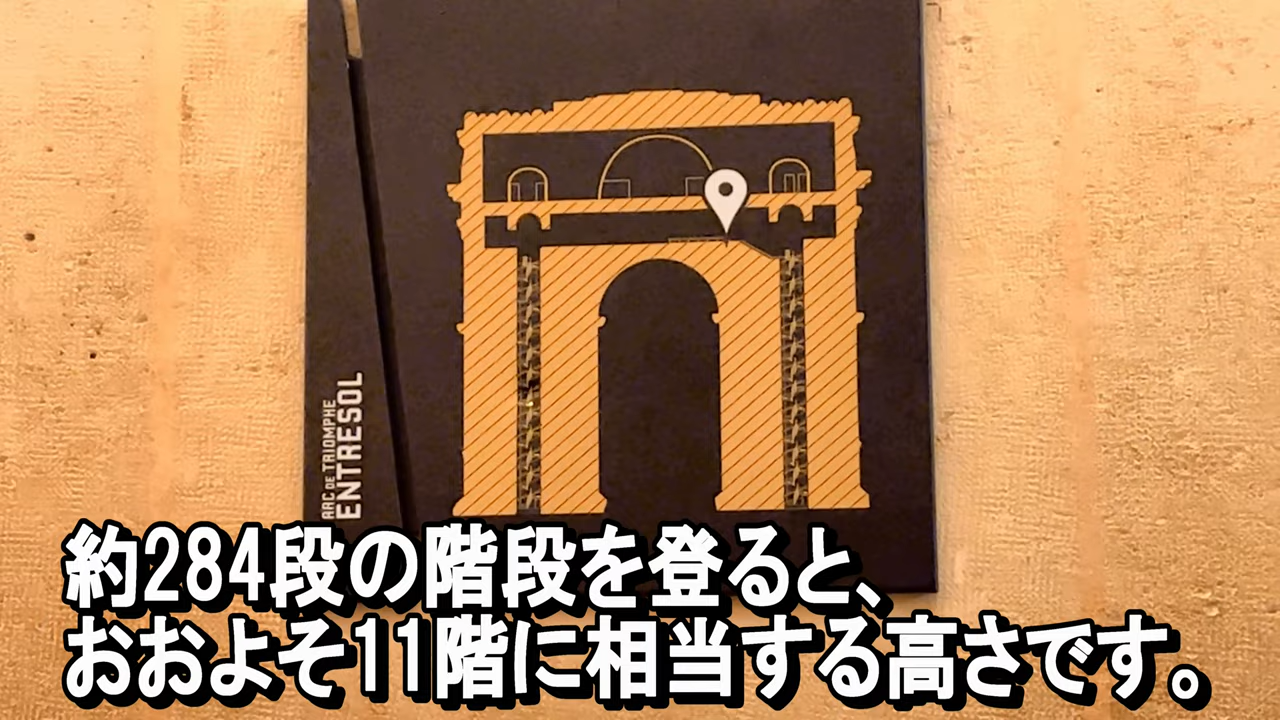 ARC DE TRIOMPHE
ENTRESOL
約284段の階段を登ると、
おおよそ11階に相当する高さです。